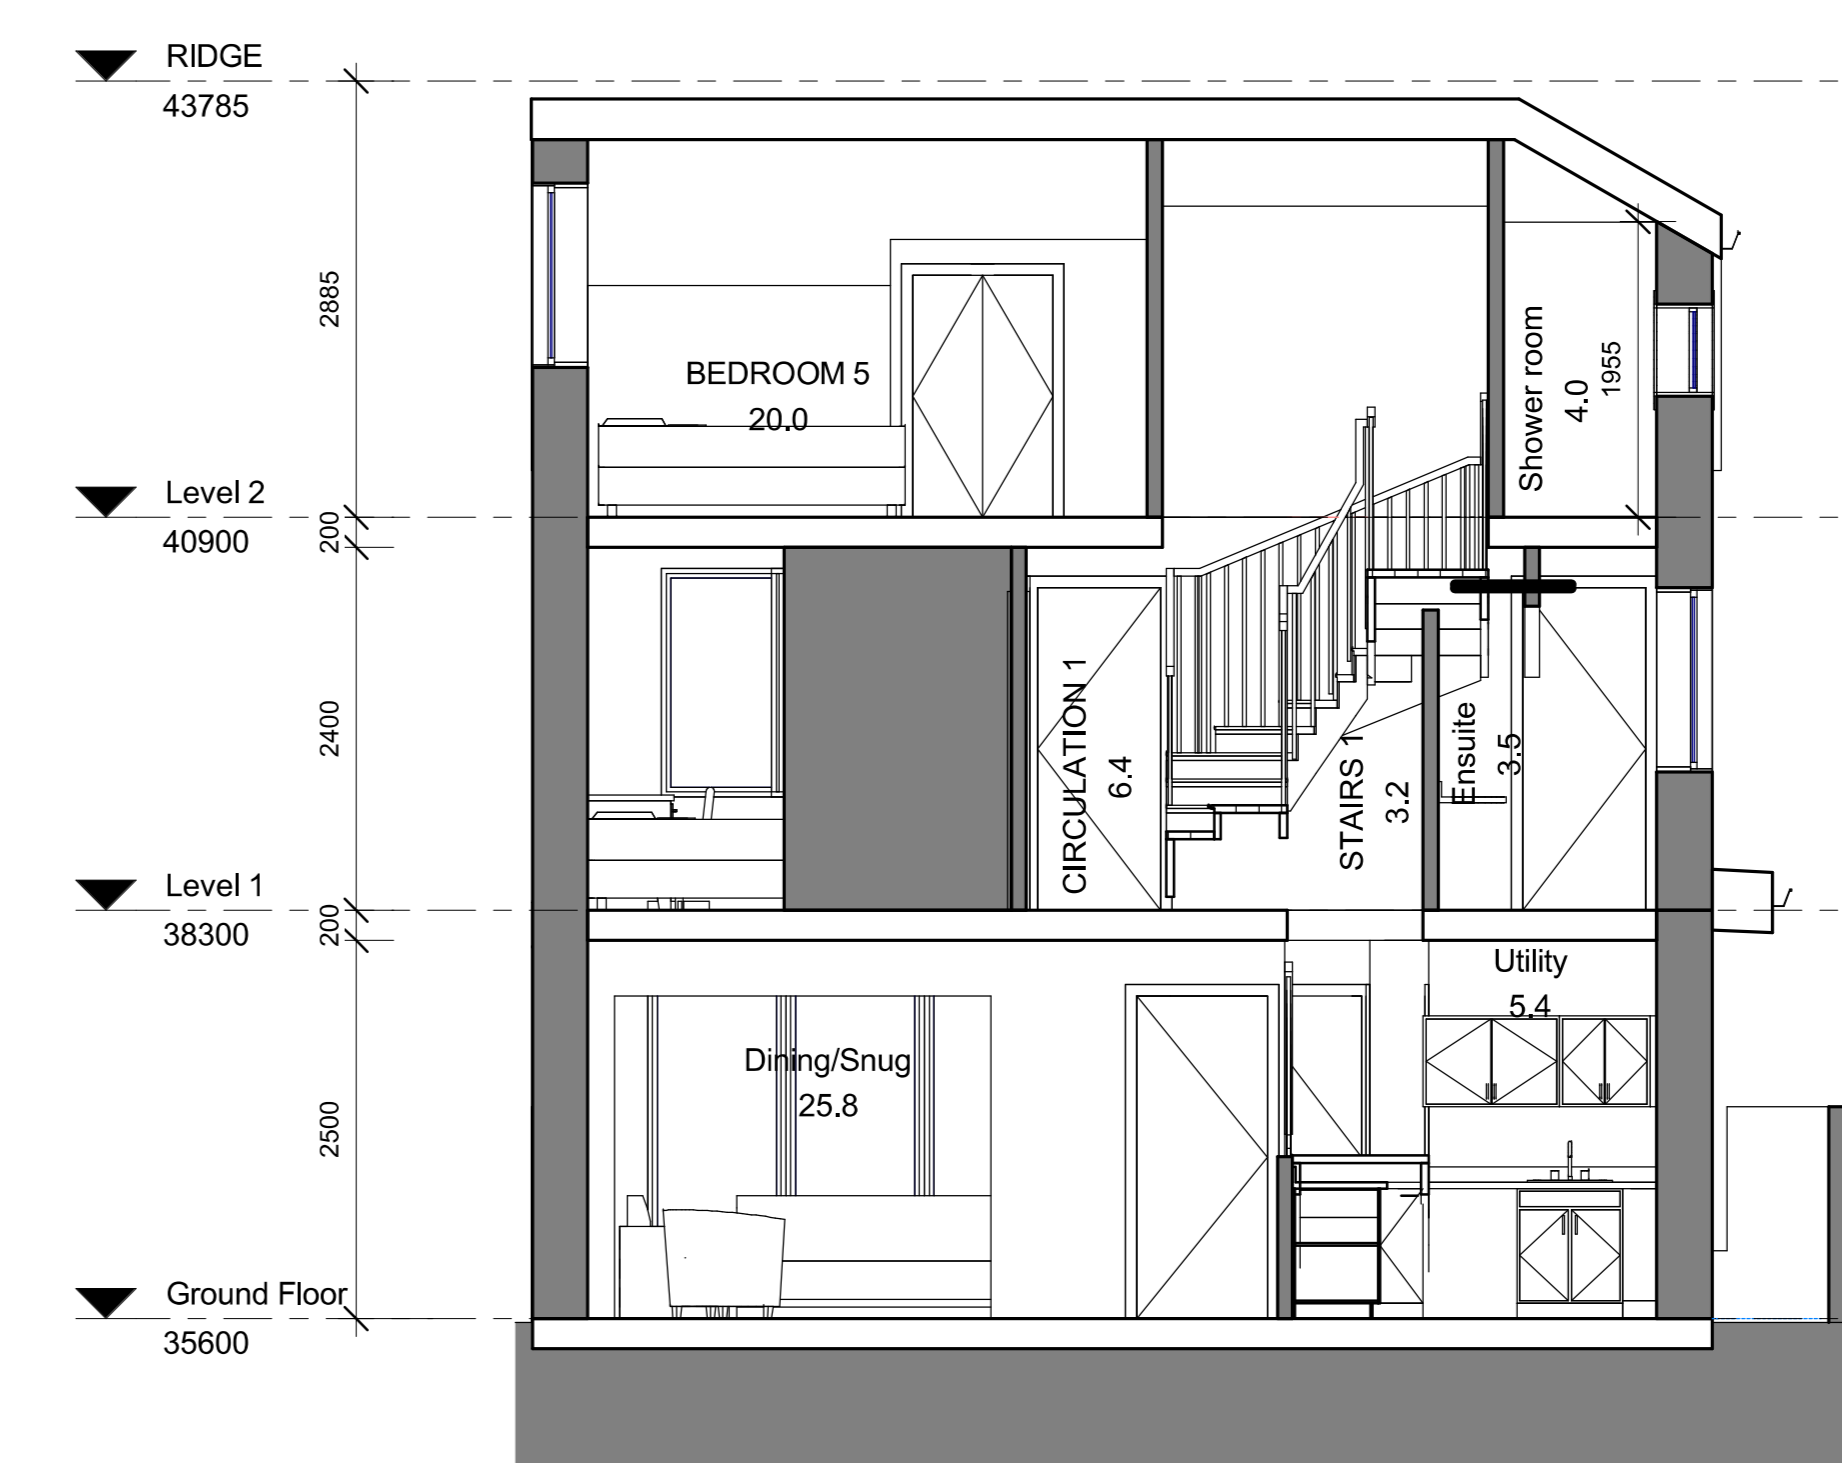 RIDGE
43785
2885
BEDROOM 5
20.0
Shower room
4.0
1955
Level 2
40900
200
2400
CIRCULATION 1
6.4
STAIRS 1
3.2
Ensuite
3.5
Level 1
38300
200
Utility
5.4
Dining/Snug
25.8
2500
Ground Floor
35600